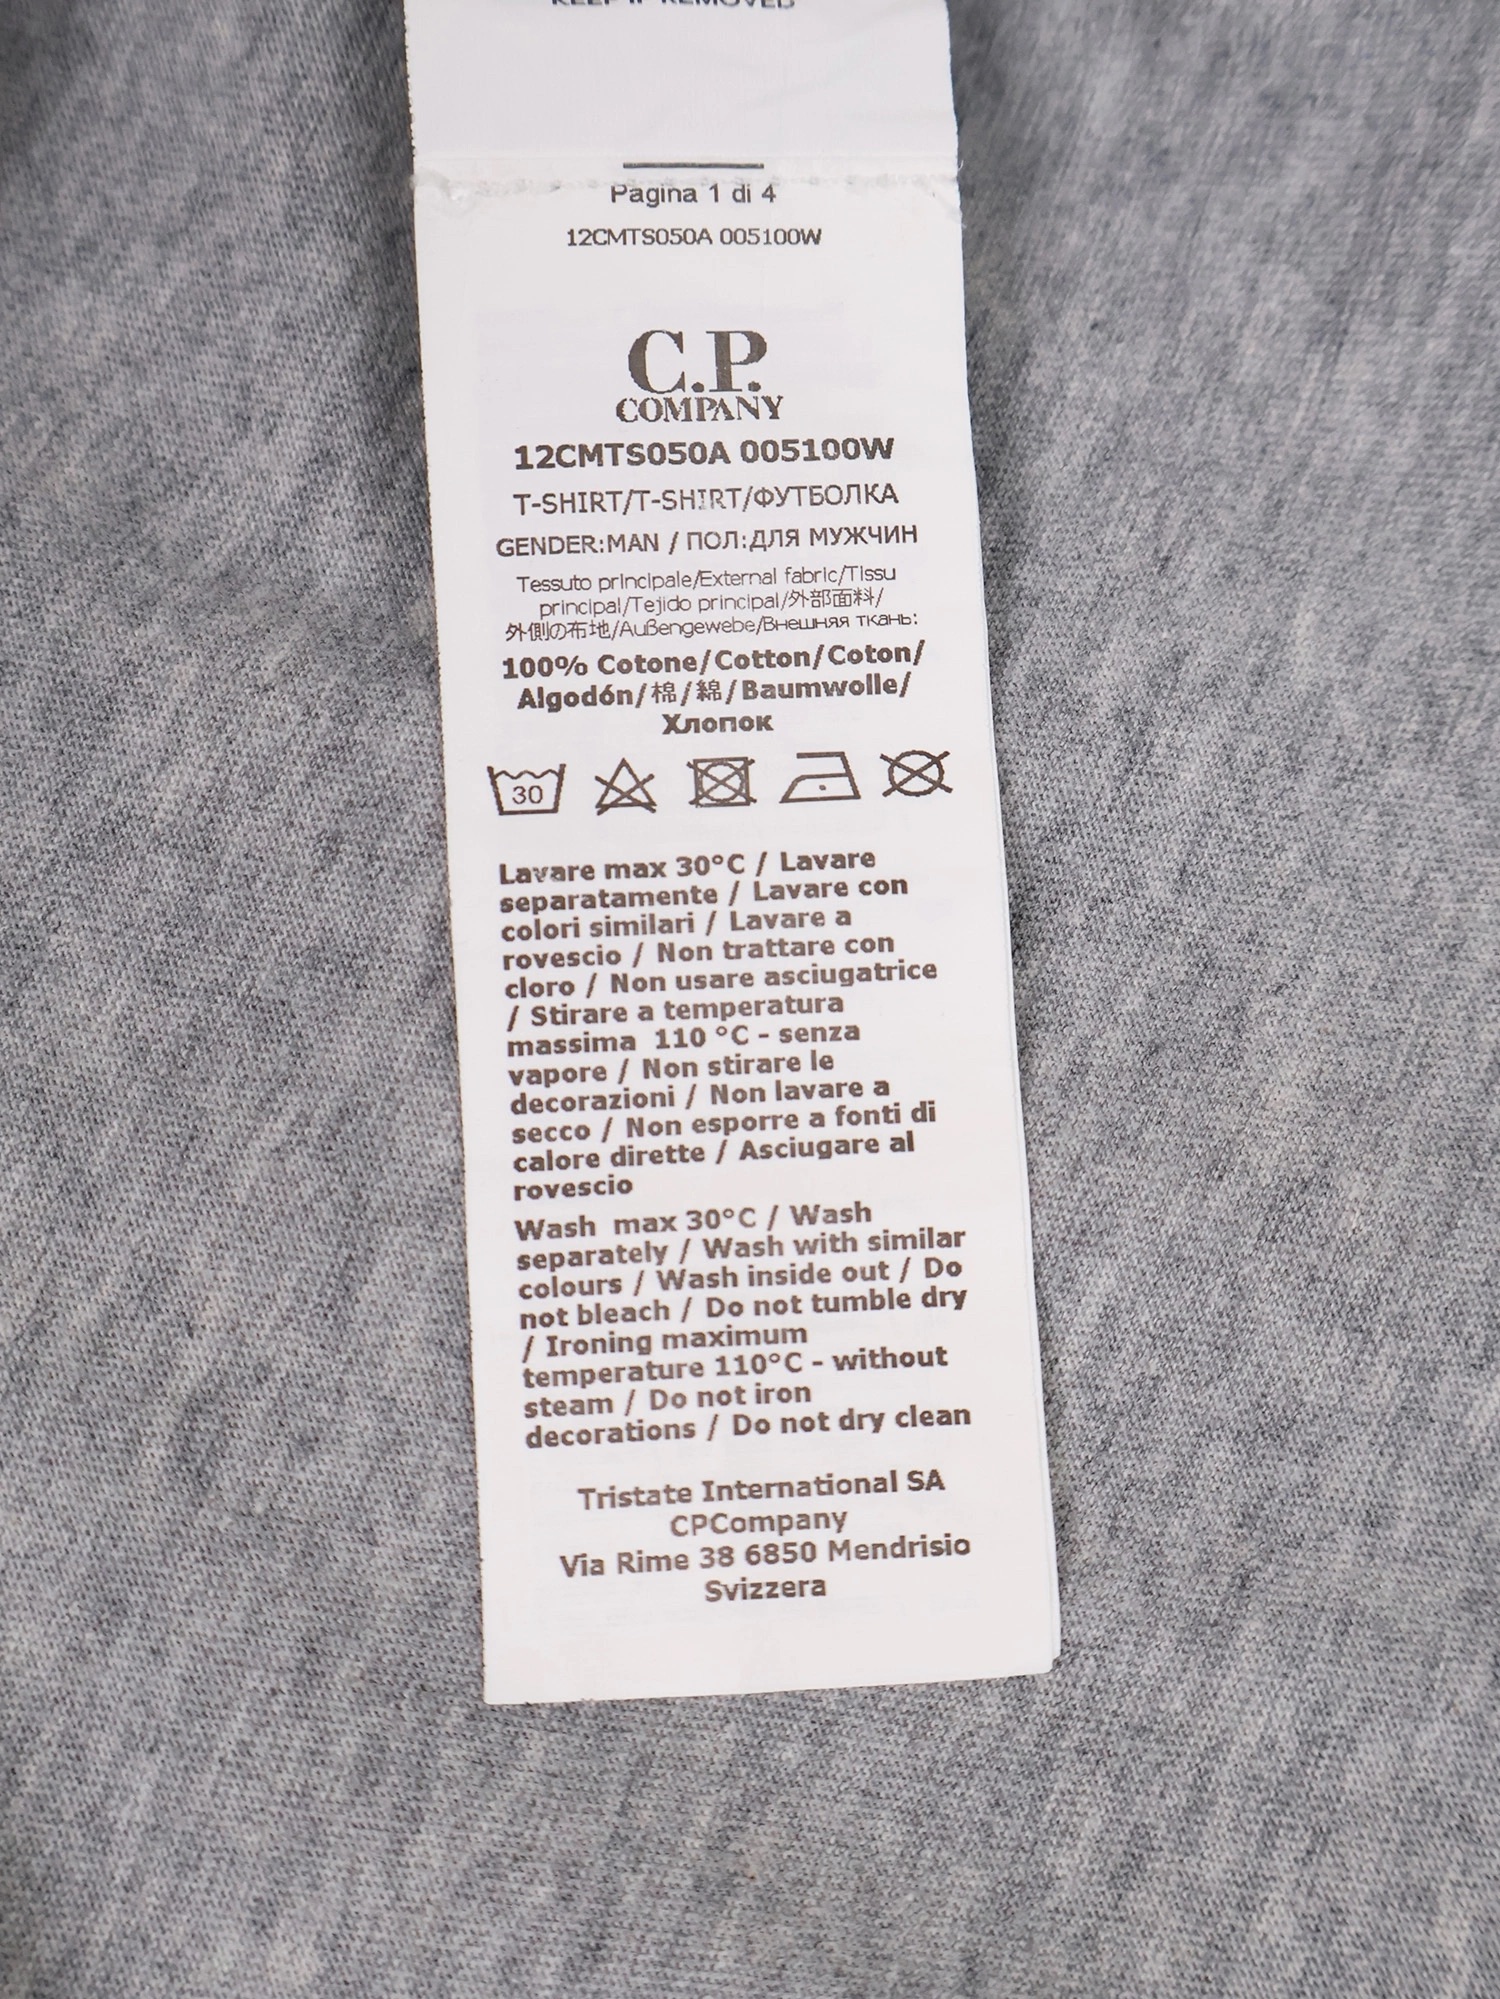 KEEP IF REMOVED
Pagina 1 di 4
12CMTS050A 005100W
C.P.
COMPANY
12CMTS050A 005100W
T-SHIRT/T-SHIRT/ФУТБОЛКА
GENDER:MAN / ПОЛ:ДЛЯ МУЖЧИН
Tessuto principale/External fabric/Tissu
principal/Tejido principal/外部面料/
外側の布地/Außengewebe/Внешняя ткань:
100% Cotone/Cotton/Coton/
Algodón/棉/綿/Baumwolle/
Хлопок
30
Lavare max 30°C / Lavare
separatamente / Lavare con
colori similari / Lavare a
rovescio / Non trattare con
cloro / Non usare asciugatrice
/ Stirare a temperatura
massima 110 °C - senza
vapore / Non stirare le
decorazioni / Non lavare a
secco / Non esporre a fonti di
calore dirette / Asciugare al
rovescio
Wash max 30°C / Wash
separately / Wash with similar
colours / Wash inside out / Do
not bleach / Do not tumble dry
/ Ironing maximum
temperature 110°C - without
steam / Do not iron
decorations / Do not dry clean
Tristate International SA
CPCompany
Via Rime 38 6850 Mendrisio
Svizzera